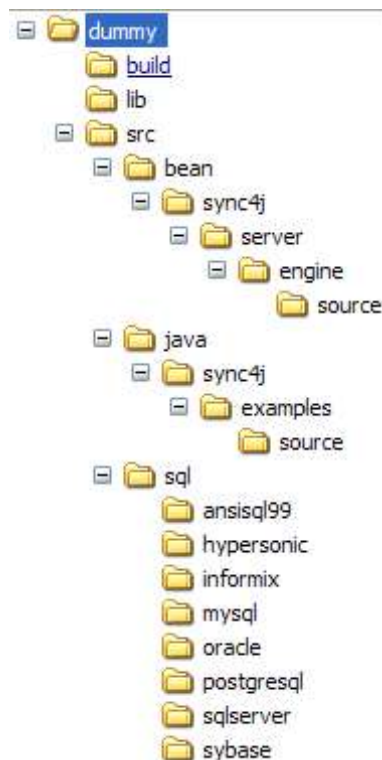 dummy
build
lib
src
bean
sync4j
server
engine
source
java
sync4j
examples
source
sql
ansisql99
hypersonic
informix
mysql
oracle
postgresql
sqlserver
sybase